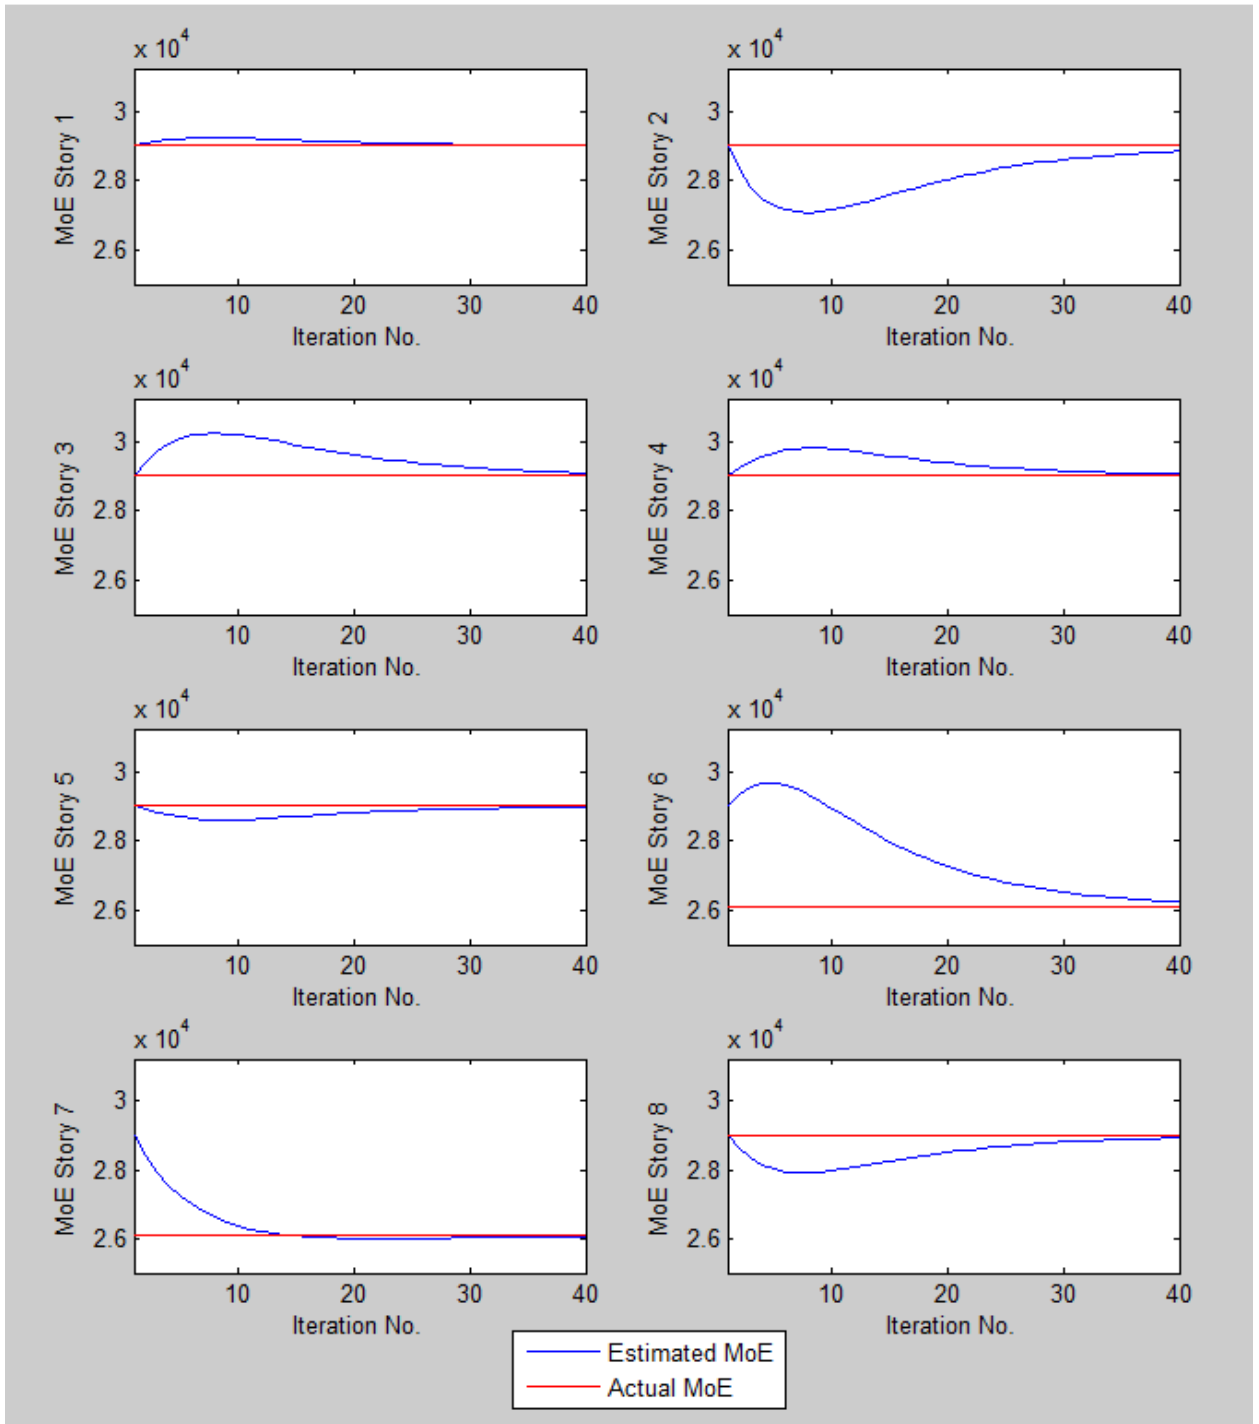 x 10^4
MoE Story 1
3
2.8
2.6
10 20 30 40
Iteration No.
x 10^4
MoE Story 2
3
2.8
2.6
10 20 30 40
Iteration No.
x 10^4
MoE Story 3
3
2.8
2.6
10 20 30 40
Iteration No.
x 10^4
MoE Story 4
3
2.8
2.6
10 20 30 40
Iteration No.
x 10^4
MoE Story 5
3
2.8
2.6
10 20 30 40
Iteration No.
x 10^4
MoE Story 6
3
2.8
2.6
10 20 30 40
Iteration No.
x 10^4
MoE Story 7
3
2.8
2.6
10 20 30 40
Iteration No.
x 10^4
MoE Story 8
3
2.8
2.6
10 20 30 40
Iteration No.
Estimated MoE
Actual MoE